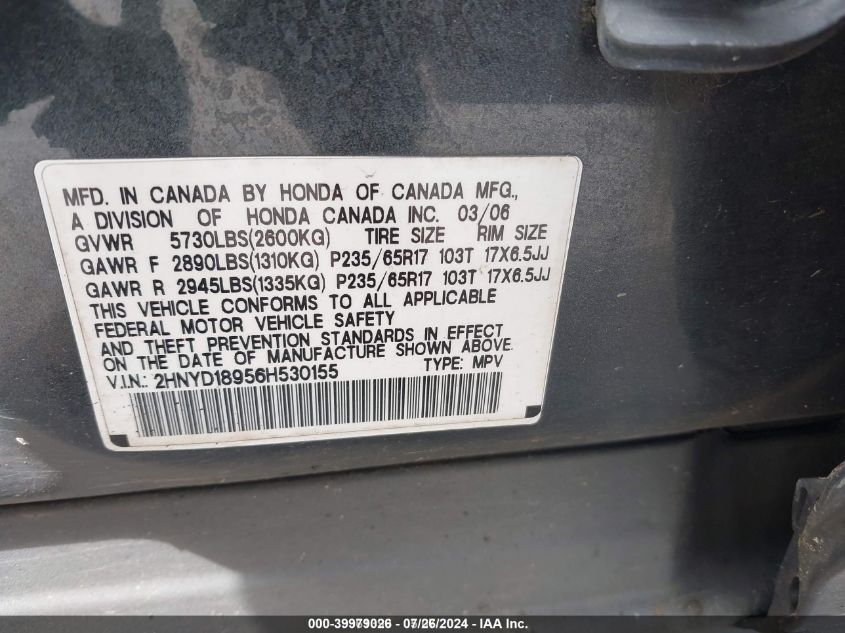 MFD. IN CANADA BY HONDA OF CANADA MFG.,
A DIVISION OF HONDA CANADA INC. 03/06
GVWR 5730LBS(2600KG) TIRE SIZE RIM SIZE
GAWR F 2890LBS(1310KG) P235/65R17 103T 17X6.5JJ
GAWR R 2945LBS(1335KG) P235/65R17 103T 17X6.5JJ
THIS VEHICLE CONFORMS TO ALL APPLICABLE
FEDERAL MOTOR VEHICLE SAFETY
AND THEFT PREVENTION STANDARDS IN EFFECT
ON THE DATE OF MANUFACTURE SHOWN ABOVE.
V.I.N.: 2HNYD18956H530155 TYPE: MPV
000-39979026 - 07/26/2024 - IAA Inc.